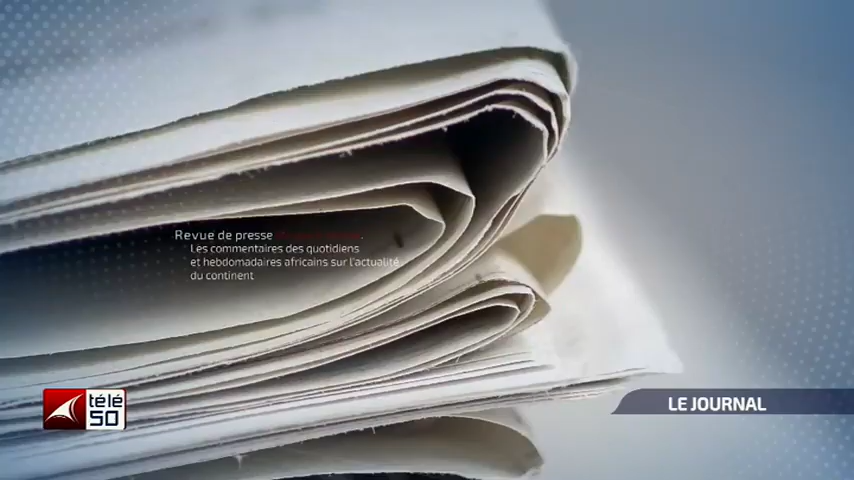 Revue de presse
Les commentaires des quotidiens
et hebdomadaires africains sur l'actualité
du continent
télé
50
LE JOURNAL